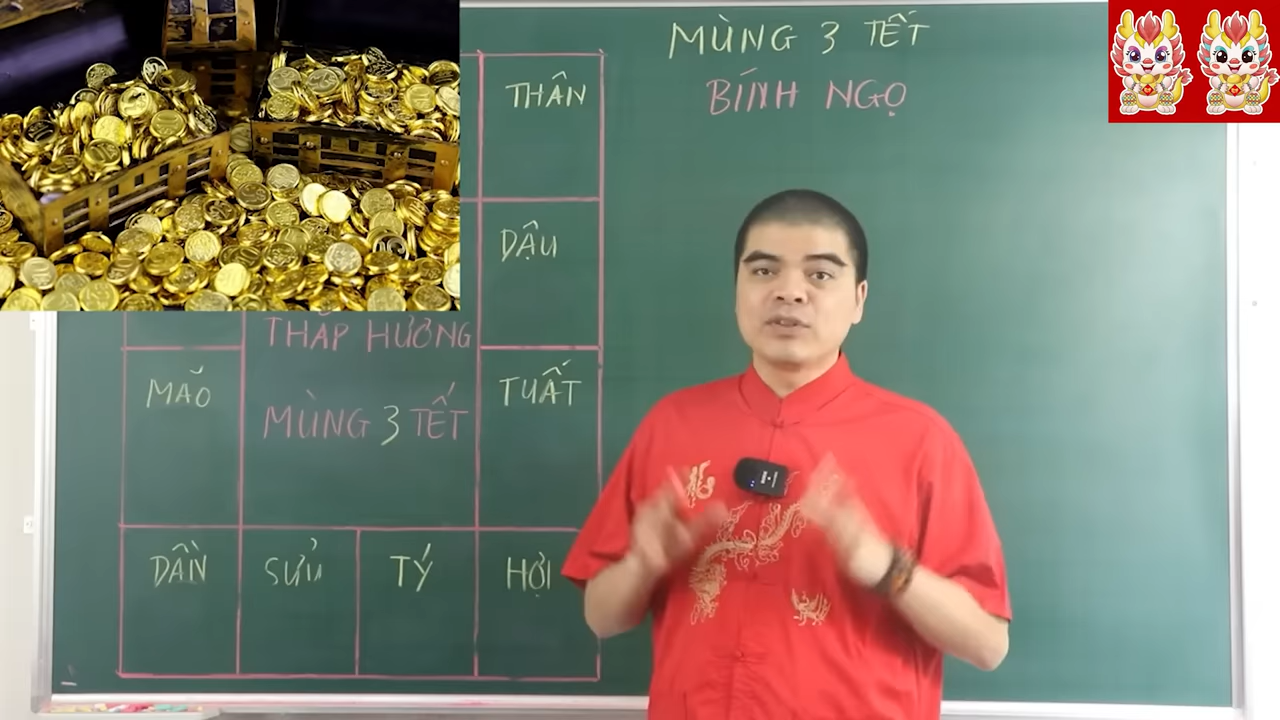 MÙNG 3 TẾT
BÍNH NGỌ
THÂN
DẬU
THẮP HƯƠNG
MÙNG 3 TẾT
MÃO
TUẤT
DẦN
SỬU
TÝ
HỢI